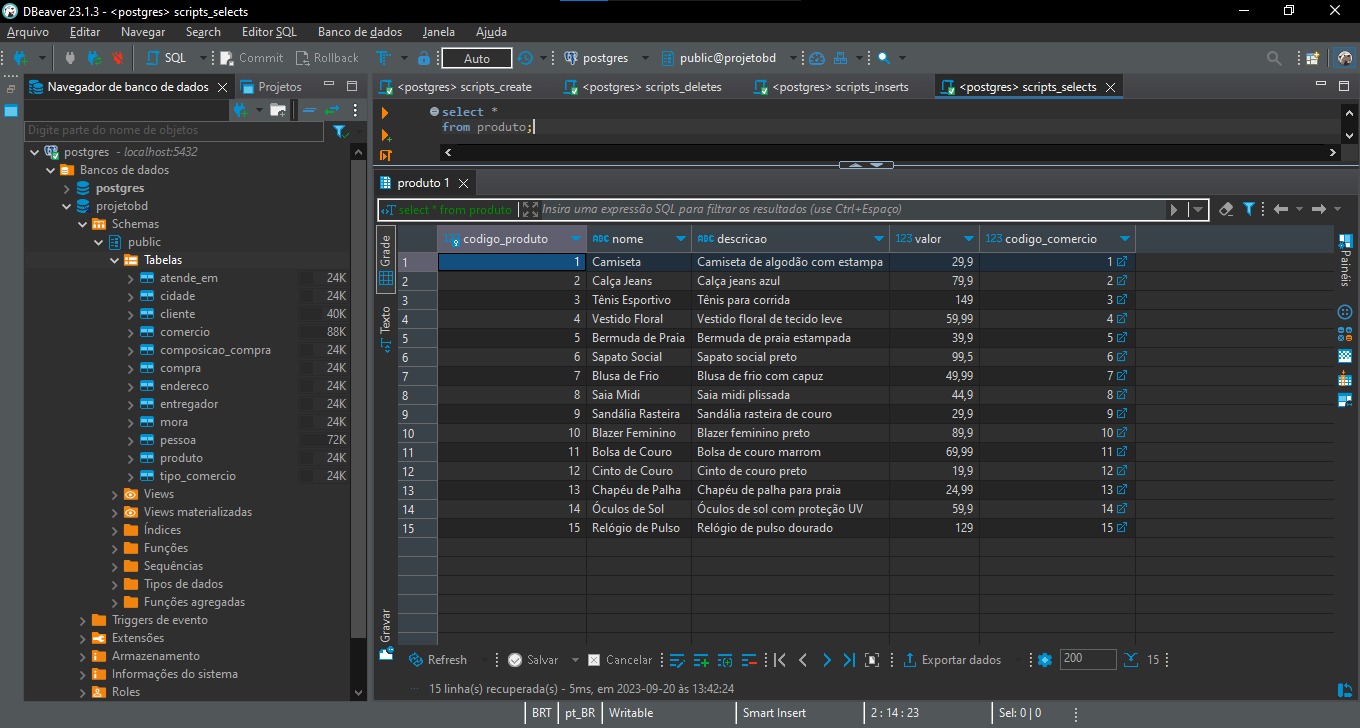 DBeaver 23.1.3 - <postgres> scripts_selects
Arquivo Editar Navegar Search Editor SQL Banco de dados Janela Ajuda
SQL Commit Rollback Auto postgres public@projetobd
Navegador de banco de dados Projetos
Digite parte do nome de objetos
postgres - localhost:5432
Bancos de dados
postgres
projetobd
Schemas
public
Tabelas
atende_em 24K
cidade 24K
cliente 40K
comercio 88K
composicao_compra 24K
compra 24K
endereco 24K
entregador 24K
mora 24K
pessoa 72K
produto 24K
tipo_comercio 24K
Views
Views materializadas
Índices
Funções
Sequências
Tipos de dados
Funções agregadas
Triggers de evento
Extensões
Armazenamento
Informações do sistema
Roles
<postgres> scripts_create <postgres> scripts_deletes <postgres> scripts_inserts <postgres> scripts_selects
select *
from produto;
produto 1
select * from produto Insira uma expressão SQL para filtrar os resultados (use Ctrl+Espaço)
Grade
Texto
Gravar
123 codigo_produto ABC nome ABC descricao 123 valor 123 codigo_comercio
1 1 Camiseta Camiseta de algodão com estampa 29,9 1
2 2 Calça Jeans Calça jeans azul 79,9 2
3 3 Tênis Esportivo Tênis para corrida 149 3
4 4 Vestido Floral Vestido floral de tecido leve 59,99 4
5 5 Bermuda de Praia Bermuda de praia estampada 39,9 5
6 6 Sapato Social Sapato social preto 99,5 6
7 7 Blusa de Frio Blusa de frio com capuz 49,99 7
8 8 Saia Midi Saia midi plissada 44,9 8
9 9 Sandália Rasteira Sandália rasteira de couro 29,9 9
10 10 Blazer Feminino Blazer feminino preto 89,9 10
11 11 Bolsa de Couro Bolsa de couro marrom 69,99 11
12 12 Cinto de Couro Cinto de couro preto 19,9 12
13 13 Chapéu de Palha Chapéu de palha para praia 24,99 13
14 14 Óculos de Sol Óculos de sol com proteção UV 59,9 14
15 15 Relógio de Pulso Relógio de pulso dourado 129 15
Painéis
Refresh Salvar Cancelar Exportar dados 200 15
15 linha(s) recuperada(s) - 5ms, em 2023-09-20 às 13:42:24
BRT pt_BR Writable Smart Insert 2 : 14 : 23 Sel: 0 | 0